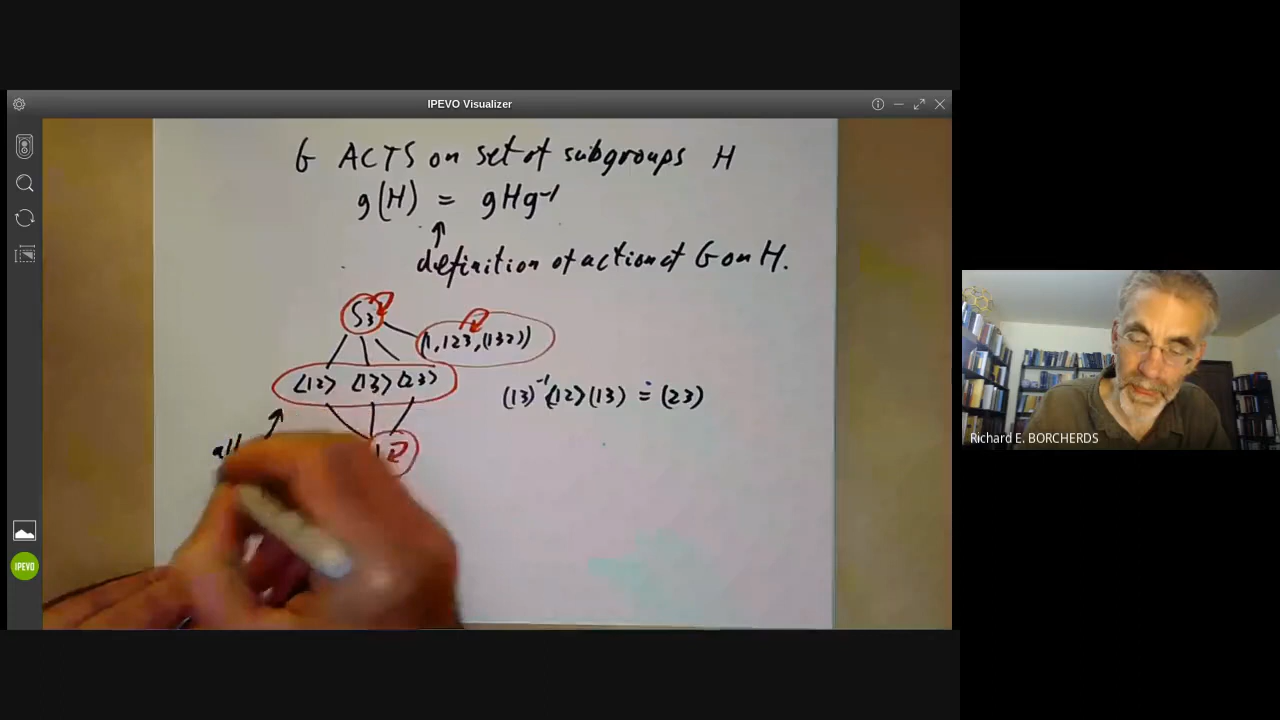 IPEVO Visualizer
G ACTS on set of subgroups H
g(H) = gHg⁻¹
definition of action of G on H.
S₃
(1,123,(132))
<12> <13> <23>
(13)⁻¹<12>(13) = (23)
all
1
Richard E. BORCHERDS
IPEVO